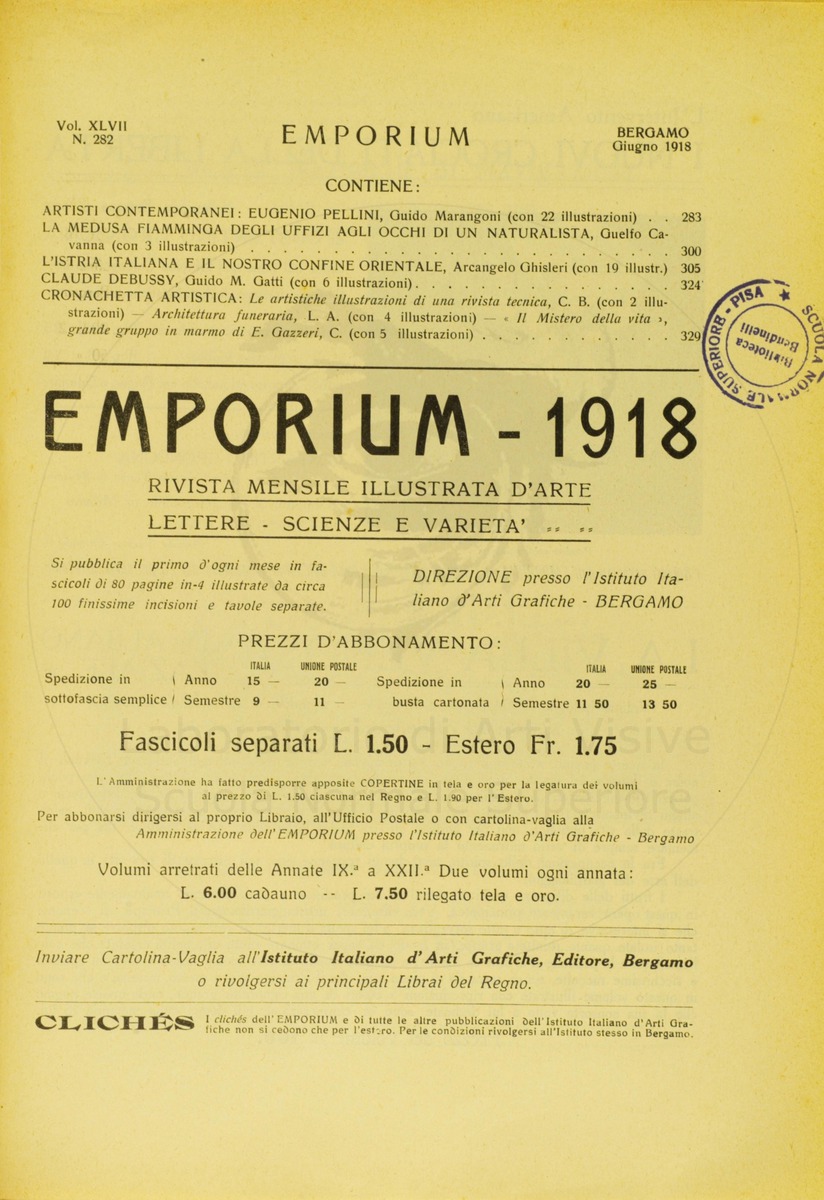 Vol. XLVII
N. 282
EMPORIUM
BERGAMO
Giugno 1918
CONTIENE:
ARTISTI CONTEMPORANEI: EUGENIO PELLINI, Guido Marangoni (con 22 illustrazioni) . . 283
LA MEDUSA FIAMMINGA DEGLI UFFIZI AGLI OCCHI DI UN NATURALISTA, Guelfo Ca-
vanna (con 3 illustrazioni) . . . . . . . . . . . . . . . . . . . . . . 300
L'ISTRIA ITALIANA E IL NOSTRO CONFINE ORIENTALE, Arcangelo Ghisleri (con 19 illustr.) 305
CLAUDE DEBUSSY, Guido M. Gatti (con 6 illustrazioni) . . . . . . . . . . . . . 324
CRONACHETTA ARTISTICA: Le artistiche illustrazioni di una rivista tecnica, C. B. (con 2 illu-
strazioni) — Architettura funeraria, L. A. (con 4 illustrazioni) — « Il Mistero della vita »,
grande gruppo in marmo di E. Gazzeri, C. (con 5 illustrazioni) . . . . . . . . . . 329
SCUOLA NORMALE SUPERIORE - PISA ★
Biblioteca
Bendinelli
EMPORIUM - 1918
RIVISTA MENSILE ILLUSTRATA D'ARTE
LETTERE - SCIENZE E VARIETA'
Si pubblica il primo d'ogni mese in fa-
scicoli di 80 pagine in-4 illustrate da circa
100 finissime incisioni e tavole separate.
DIREZIONE presso l'Istituto Ita-
liano d'Arti Grafiche - BERGAMO
PREZZI D'ABBONAMENTO:
ITALIA UNIONE POSTALE ITALIA UNIONE POSTALE
Spedizione in Anno 15 — 20 — Spedizione in Anno 20 — 25 —
sottofascia semplice Semestre 9 — 11 — busta cartonata Semestre 11 50 13 50
Fascicoli separati L. 1.50 - Estero Fr. 1.75
L'Amministrazione ha fatto predisporre apposite COPERTINE in tela e oro per la legatura dei volumi
al prezzo di L. 1.50 ciascuna nel Regno e L. 1.90 per l'Estero.
Per abbonarsi dirigersi al proprio Libraio, all'Ufficio Postale o con cartolina-vaglia alla
Amministrazione dell'EMPORIUM presso l'Istituto Italiano d'Arti Grafiche - Bergamo
Volumi arretrati delle Annate IX.ª a XXII.ª Due volumi ogni annata:
L. 6.00 cadauno -- L. 7.50 rilegato tela e oro.
Inviare Cartolina-Vaglia all'Istituto Italiano d'Arti Grafiche, Editore, Bergamo
o rivolgersi ai principali Librai del Regno.
CLICHÉS I clichés dell'EMPORIUM e di tutte le altre pubblicazioni dell'Istituto Italiano d'Arti Gra-
fiche non si cedono che per l'estero. Per le condizioni rivolgersi all'Istituto stesso in Bergamo.